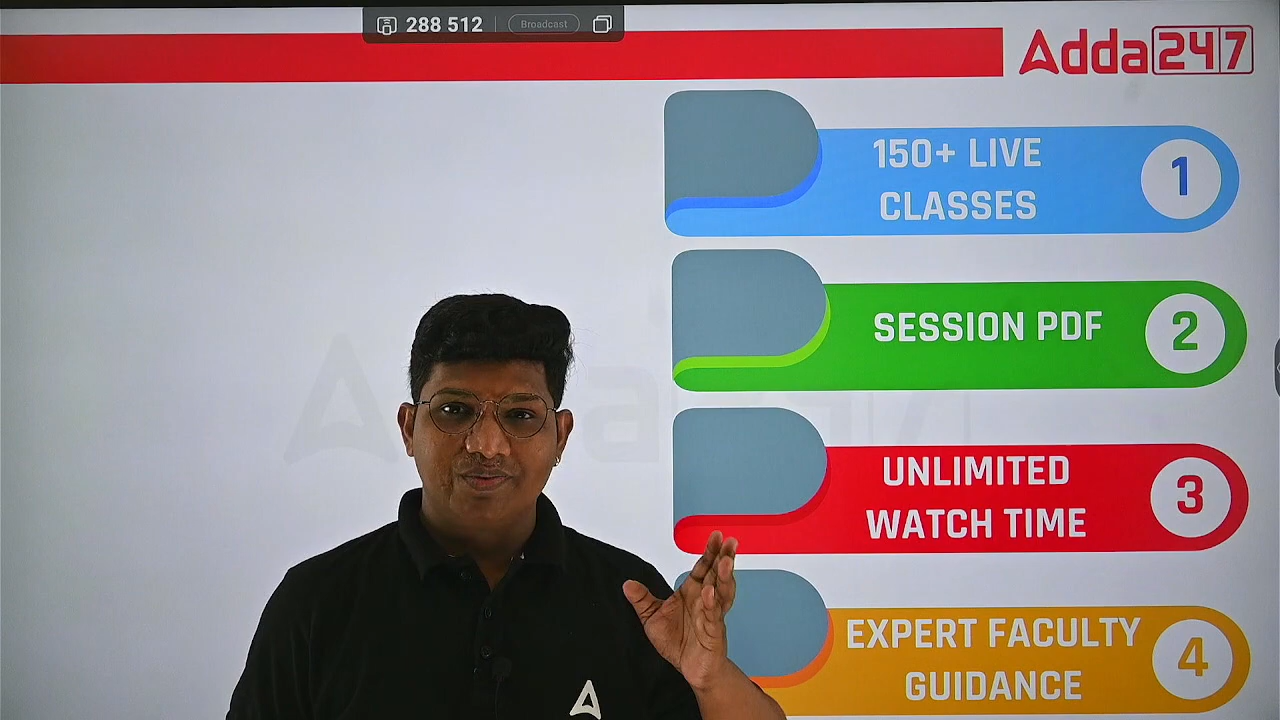 288 512
Broadcast
Adda247
150+ LIVE
CLASSES
1
SESSION PDF
2
UNLIMITED
WATCH TIME
3
EXPERT FACULTY
GUIDANCE
4